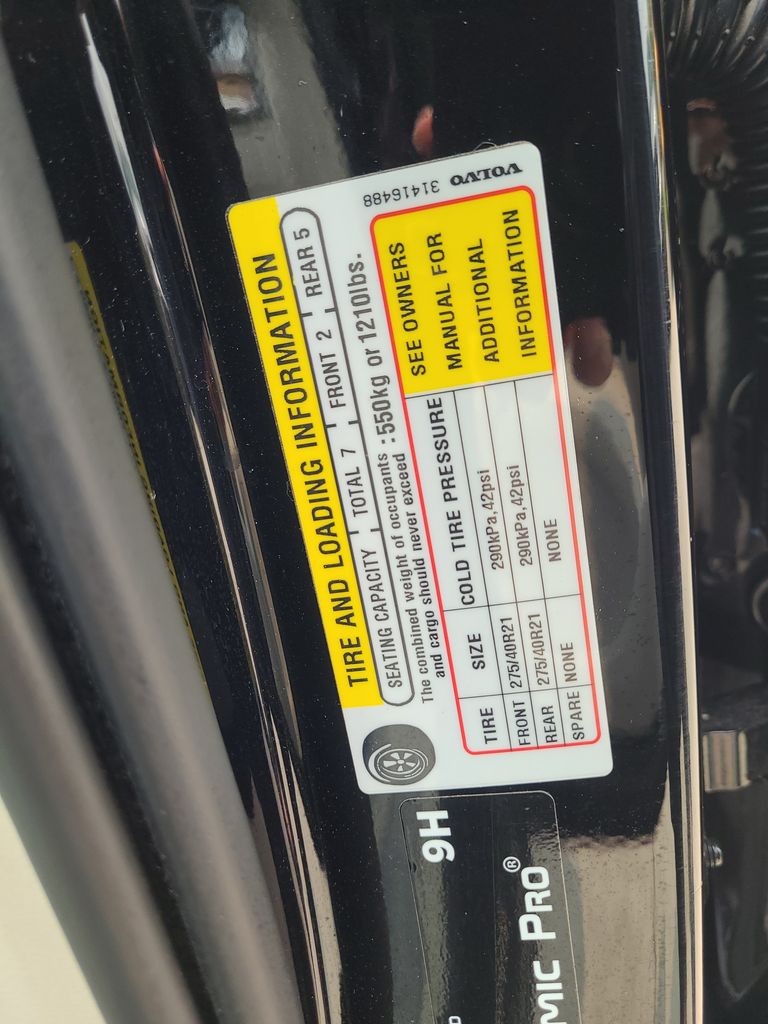 TIRE AND LOADING INFORMATION
SEATING CAPACITY TOTAL 7 FRONT 2 REAR 5
The combined weight of occupants
and cargo should never exceed : 550kg or 1210lbs.
TIRE SIZE COLD TIRE PRESSURE
FRONT 275/40R21 290kPa,42psi
REAR 275/40R21 290kPa,42psi
SPARE NONE NONE
SEE OWNERS
MANUAL FOR
ADDITIONAL
INFORMATION
31416488 VOLVO
9H
MIC PRO®